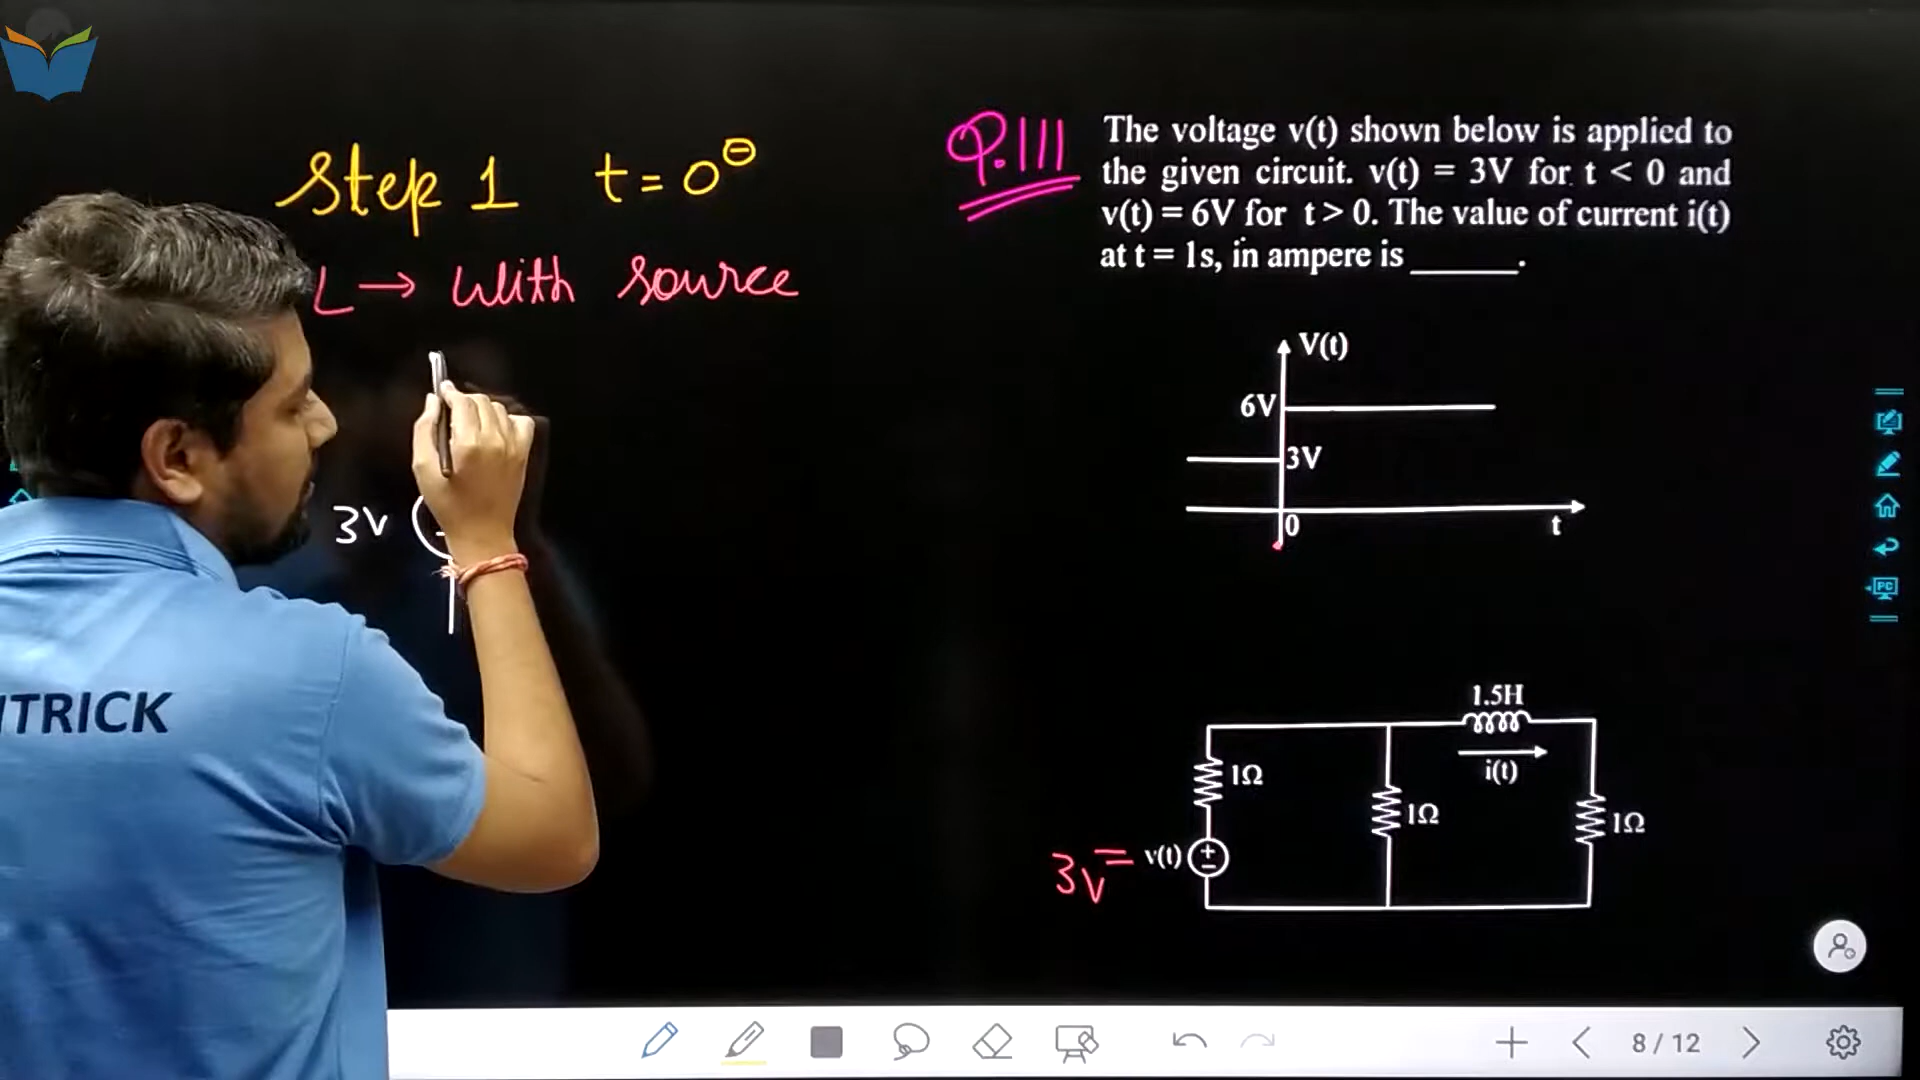 Step 1 t = 0⊖
L → With source
3V
ITRICK
Q.111
The voltage v(t) shown below is applied to
the given circuit. v(t) = 3V for t < 0 and
v(t) = 6V for t > 0. The value of current i(t)
at t = 1s, in ampere is ______.
V(t)
6V
3V
0
t
1.5H
i(t)
1Ω
1Ω
1Ω
3V = v(t)
+
−
PC
8 / 12